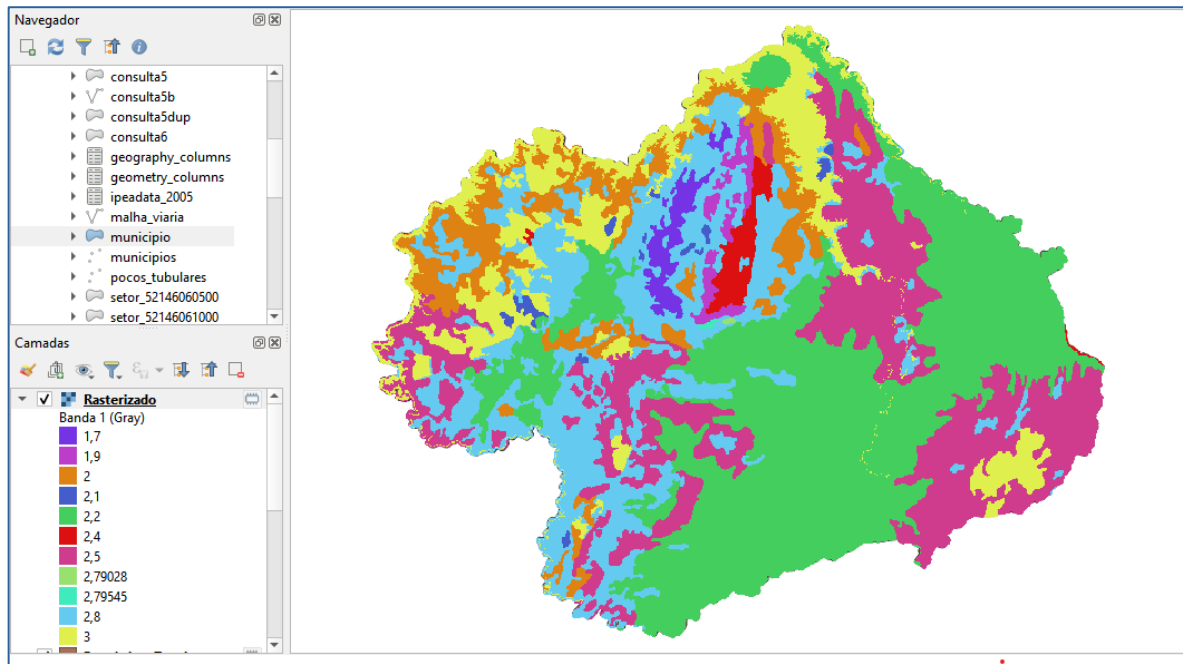 Navegador
consulta5
consulta5b
consulta5dup
consulta6
geography_columns
geometry_columns
ipeadata_2005
malha_viaria
municipio
municipios
pocos_tubulares
setor_52146060500
setor_52146061000
Camadas
Rasterizado
Banda 1 (Gray)
1,7
1,9
2
2,1
2,2
2,4
2,5
2,79028
2,79545
2,8
3